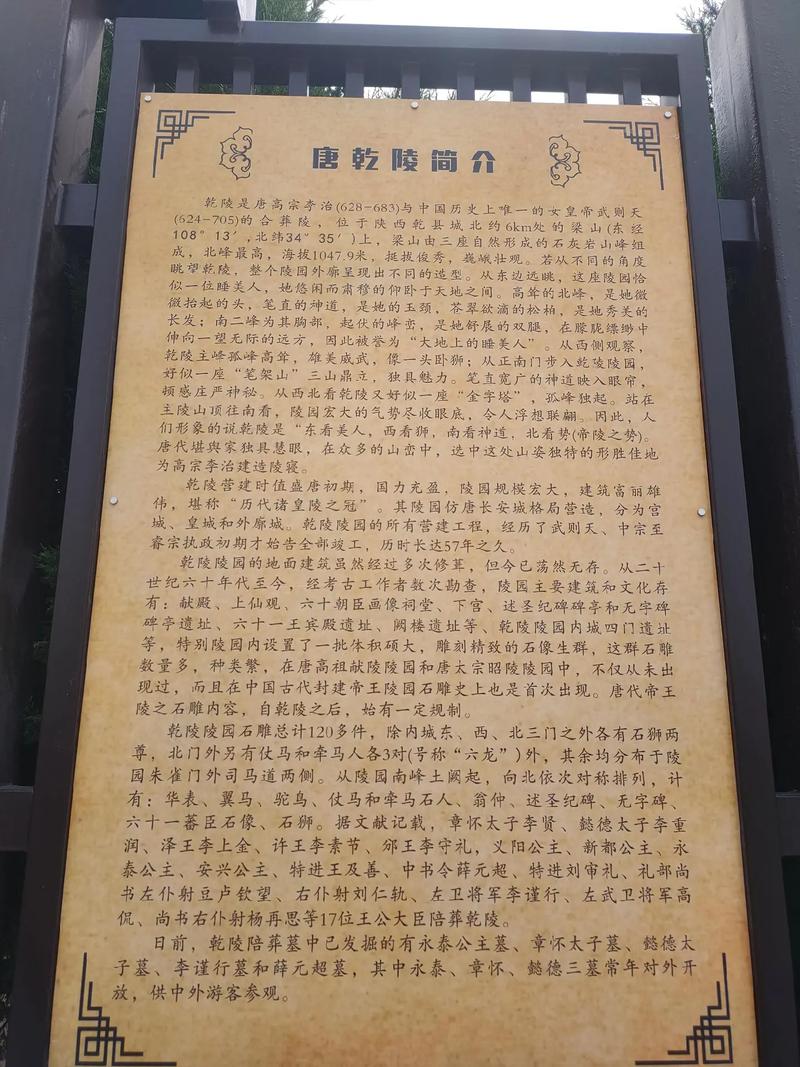 唐乾陵简介
乾陵是唐高宗李治(628-683)与中国历史上唯一的女皇帝武则天
(624-705)的合葬陵，位于陕西乾县城北约6km处的梁山(东经
108°13′,北纬34°35′)上，梁山由三座自然形成的石灰岩山峰组
成，北峰最高，海拔1047.9米，挺拔俊秀，巍峨壮观。若从不同的角度
眺望乾陵，整个陵园外廓呈现出不同的造型。从东边远眺，这座陵园恰
似一位睡美人，她悠闲而肃穆的仰卧于天地之间。高耸的北峰，是她微
微抬起的头，笔直的神道，是她的玉颈，苍翠欲滴的松柏，是她秀美的
长发；南二峰为其胸部，起伏的峰峦，是她舒展的双腿，在朦胧缥缈中
伸向一望无际的远方，因此被誉为“大地上的睡美人”。从西侧观察，
乾陵主峰孤峰高耸，雄美威武，像一头卧狮；从正南门步入乾陵陵园，
好似一座“笔架山”三山鼎立，独具魅力。笔直宽广的神道映入眼帘，
顿感庄严神秘。从西北看乾陵又好似一座“金字塔”，孤峰独起。站在
主陵山顶往南看，陵园宏大的气势尽收眼底，令人浮想联翩。因此，人
们形象的说乾陵是“东看美人，西看狮，南看神道，北看势(帝陵之势)。
唐代堪舆家独具慧眼，在众多的山峦中，选中这处山姿独特的形胜佳地
为高宗李治建造陵寝。
乾陵营建时值盛唐初期，国力充盈，陵园规模宏大，建筑富丽雄
伟，堪称“历代诸皇陵之冠”。其陵园仿唐长安城格局营造，分为宫
城、皇城和外廓城。乾陵陵园的所有营建工程，经历了武则天、中宗至
睿宗执政初期才始告全部竣工，历时长达57年之久。
乾陵陵园的地面建筑虽然经过多次修葺，但今已荡然无存。从二十
世纪六十年代至今，经考古工作者数次勘查，陵园主要建筑和文化存
有：献殿、上仙观、六十朝臣画像祠堂、下宫、述圣纪碑碑亭和无字碑
碑亭遗址、六十一王宾殿遗址、阙楼遗址等、乾陵陵园内城四门遗址
等，特别陵园内设置了一批体积硕大，雕刻精致的石像生群，这群石雕
数量多，种类繁，在唐高祖献陵陵园和唐太宗昭陵陵园中，不仅从未出
现过，而且在中国古代封建帝王陵园石雕史上也是首次出现。唐代帝王
陵之石雕内容，自乾陵之后，始有一定规制。
乾陵陵园石雕总计120多件，除内城东、西、北三门之外各有石狮两
尊，北门外另有仗马和牵马人各3对(号称“六龙”)外，其余均分布于陵
园朱雀门外司马道两侧。从陵园南峰土阙起，向北依次对称排列，计
有：华表、翼马、驼鸟、仗马和牵马石人、翁仲、述圣纪碑、无字碑、
六十一蕃臣石像、石狮。据文献记载，章怀太子李贤、懿德太子李重
润、泽王李上金、许王李素节、邠王李守礼，义阳公主、新都公主、永
泰公主、安兴公主、特进王及善、中书令薛元超、特进刘审礼、礼部尚
书左仆射豆卢钦望、右仆射刘仁轨、左卫将军李谨行、左武卫将军高
侃、尚书右仆射杨再思等17位王公大臣陪葬乾陵。
日前，乾陵陪葬墓中已发掘的有永泰公主墓、章怀太子墓、懿德太
子墓、李谨行墓和薛元超墓，其中永泰、章怀、懿德三墓常年对外开
放，供中外游客参观。